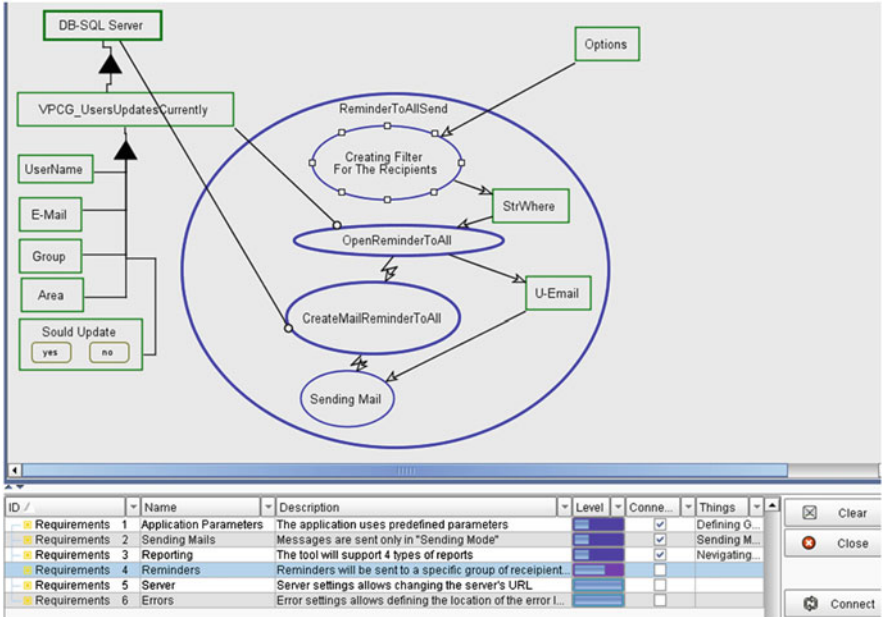 DB-SQL Server
Options
VPCG_UsersUpdatesCurrently
ReminderToAllSend
Creating Filter
For The Recipients
UserName
StrWhere
E-Mail
OpenReminderToAll
Group
U-Email
Area
CreateMailReminderToAll
Sould Update
yes no
Sending Mail
ID Name Description Level Conne... Things
Requirements 1 Application Parameters The application uses predefined parameters Defining G...
Requirements 2 Sending Mails Messages are sent only in "Sending Mode" Sending M...
Requirements 3 Reporting The tool will support 4 types of reports Nevigating...
Requirements 4 Reminders Reminders will be sent to a specific group of receipient...
Requirements 5 Server Server settings allows changing the server's URL
Requirements 6 Errors Error settings allows defining the location of the error l...
Clear
Close
Connect